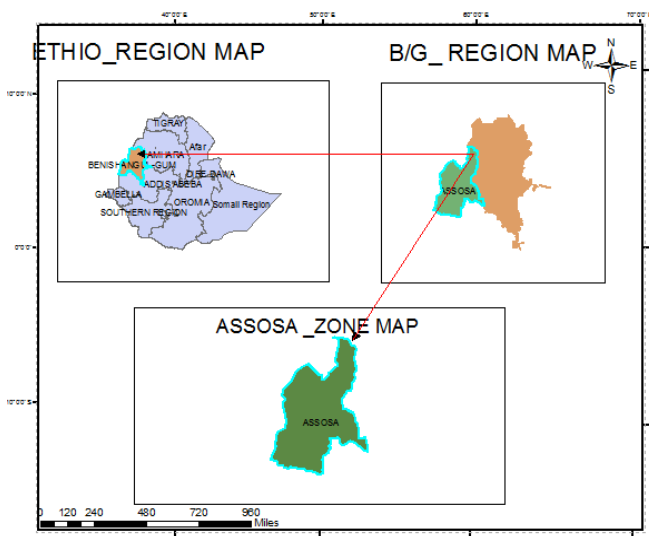 40°0'0"E 50°0'0"E 60°0'0"E 70°0'0"E
ETHIO_REGION MAP
B/G_ REGION MAP
N
W E
S
10°0'0"N
TIGRAY
Afar
AMHARA
BENISHANGUL-GUM
DIRE DAWA
ADDIS ABEBA
GAMBELLA
OROMIA
Somali Region
SOUTHERN REGION
ASSOSA
0°0'0"
ASSOSA _ZONE MAP
ASSOSA
10°0'0"S
0 120 240 480 720 960
Miles